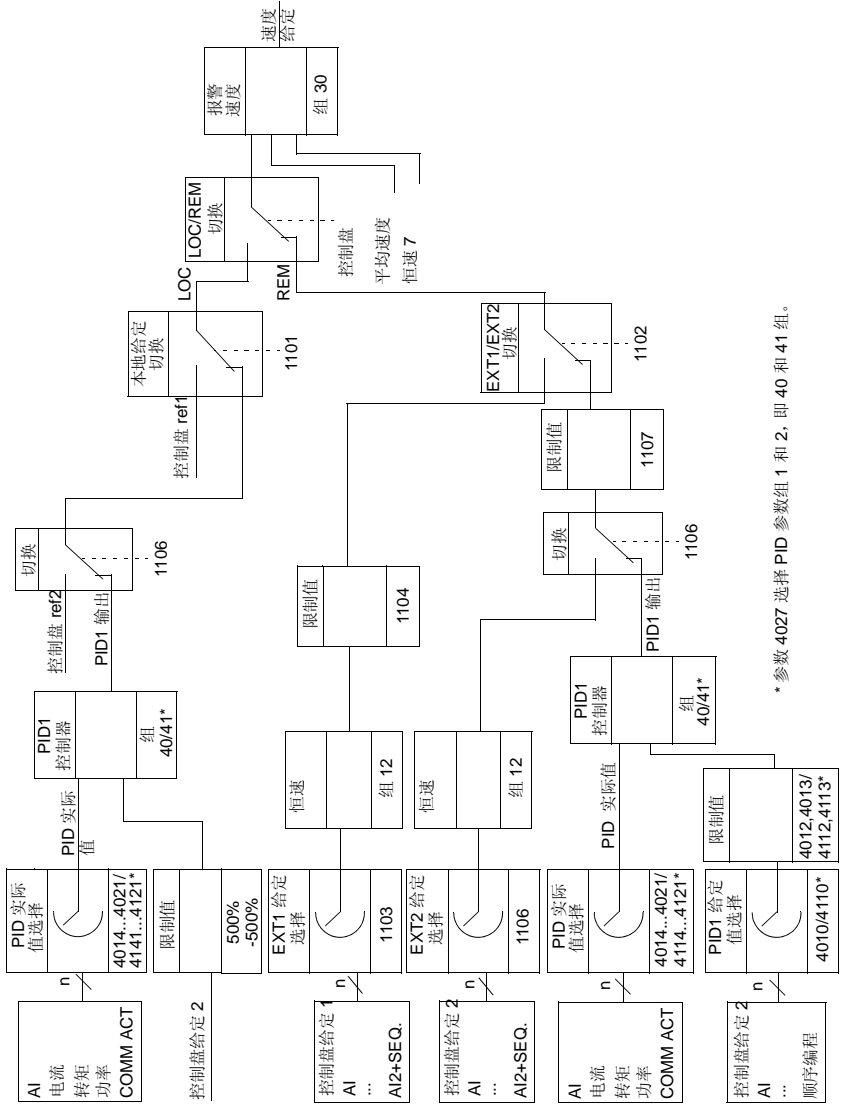 AI
电流
转矩
功率
COMM ACT
n
PID 实际
值选择
4014...4021/
4141...4121*
PID 实际
值
PID1
控制器
组
40/41*
控制盘 ref2
PID1 输出
切换
1106
控制盘给定 2
限制值
500%
-500%
控制盘 ref1
本地给定
切换
1101
LOC
REM
LOC/REM
切换
控制盘
平均速度
恒速 7
报警
速度
组 30
速度
给定
控制盘给定 1
AI
...
AI2+SEQ.
n
EXT1 给定
选择
1103
恒速
组 12
限制值
1104
控制盘给定 2
AI
...
AI2+SEQ.
n
EXT2 给定
选择
1106
恒速
组 12
EXT1/EXT2
切换
1102
AI
电流
转矩
功率
COMM ACT
n
PID 实际
值选择
4014...4021/
4114...4121*
PID 实际值
PID1
控制器
组
40/41*
PID1 输出
切换
1106
限制值
1107
控制盘给定 2
AI
...
顺序编程
n
PID1 给定
值选择
4010/4110*
限制值
4012,4013/
4112,4113*
* 参数 4027 选择 PID 参数组 1 和 2, 即 40 和 41 组。